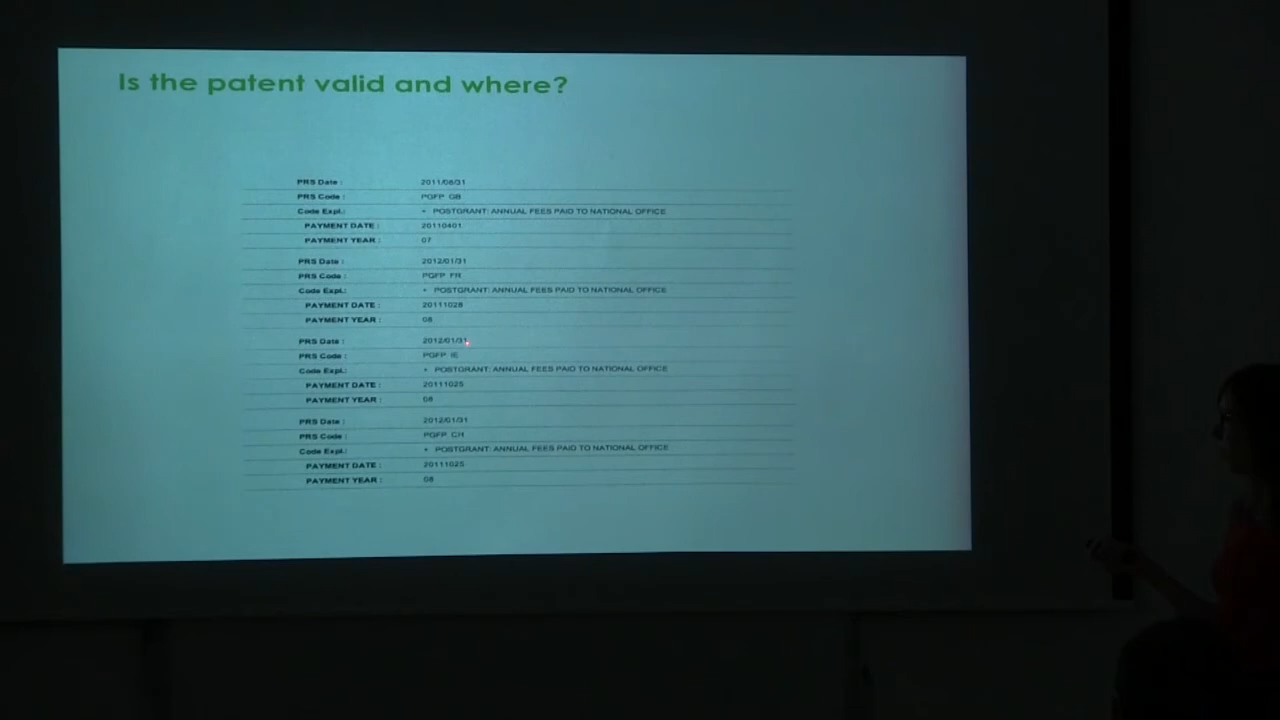 Is the patent valid and where?
PRS Date : 2011/08/31
PRS Code : PGFP GB
Code Expl.: + POSTGRANT: ANNUAL FEES PAID TO NATIONAL OFFICE
PAYMENT DATE : 20110401
PAYMENT YEAR : 07
PRS Date : 2012/01/31
PRS Code : PGFP FR
Code Expl.: + POSTGRANT: ANNUAL FEES PAID TO NATIONAL OFFICE
PAYMENT DATE : 20111028
PAYMENT YEAR : 08
PRS Date : 2012/01/31
PRS Code : PGFP IE
Code Expl.: + POSTGRANT: ANNUAL FEES PAID TO NATIONAL OFFICE
PAYMENT DATE : 20111025
PAYMENT YEAR : 08
PRS Date : 2012/01/31
PRS Code : PGFP CH
Code Expl.: + POSTGRANT: ANNUAL FEES PAID TO NATIONAL OFFICE
PAYMENT DATE : 20111025
PAYMENT YEAR : 08